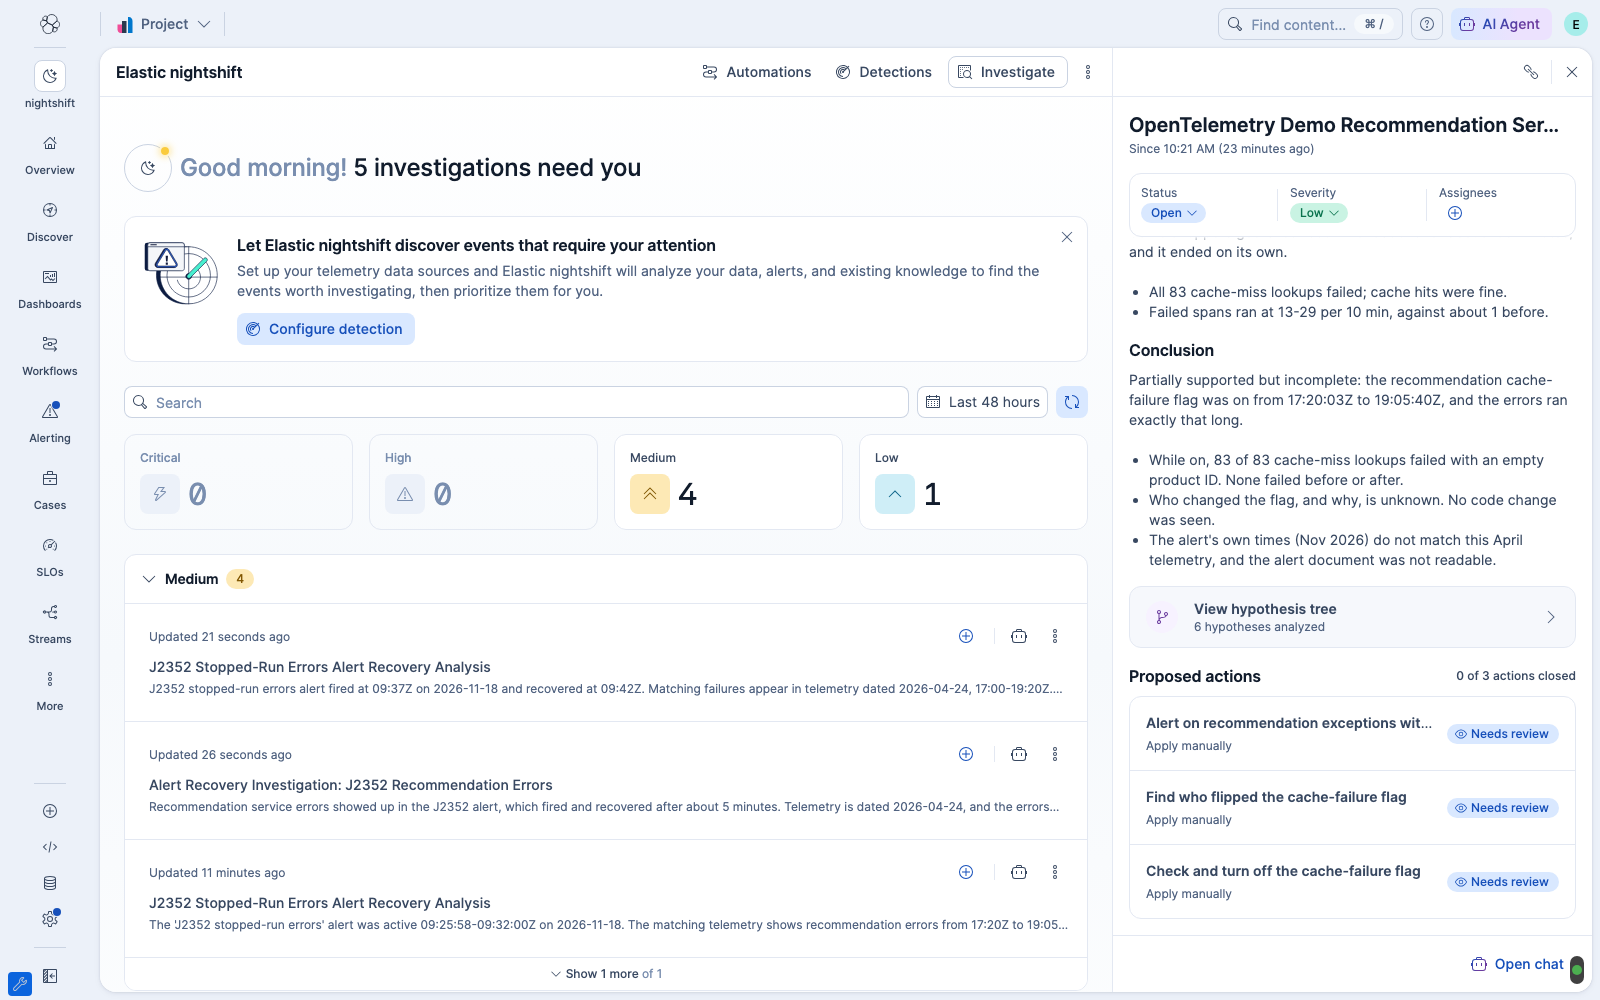 Project
Find content...
⌘ /
AI Agent
E
nightshift
Overview
Discover
Dashboards
Workflows
Alerting
Cases
SLOs
Streams
More
Elastic nightshift
Automations
Detections
Investigate
Good morning! 5 investigations need you
Let Elastic nightshift discover events that require your attention
Set up your telemetry data sources and Elastic nightshift will analyze your data, alerts, and existing knowledge to find the
events worth investigating, then prioritize them for you.
Configure detection
Search
Last 48 hours
Critical
0
High
0
Medium
4
Low
1
Medium 4
Updated 21 seconds ago
J2352 Stopped-Run Errors Alert Recovery Analysis
J2352 stopped-run errors alert fired at 09:37Z on 2026-11-18 and recovered at 09:42Z. Matching failures appear in telemetry dated 2026-04-24, 17:00-19:20Z....
Updated 26 seconds ago
Alert Recovery Investigation: J2352 Recommendation Errors
Recommendation service errors showed up in the J2352 alert, which fired and recovered after about 5 minutes. Telemetry is dated 2026-04-24, and the errors...
Updated 11 minutes ago
J2352 Stopped-Run Errors Alert Recovery Analysis
The 'J2352 stopped-run errors' alert was active 09:25:58-09:32:00Z on 2026-11-18. The matching telemetry shows recommendation errors from 17:20Z to 19:05...
Show 1 more of 1
OpenTelemetry Demo Recommendation Ser...
Since 10:21 AM (23 minutes ago)
Status
Open
Severity
Low
Assignees
and it ended on its own.
• All 83 cache-miss lookups failed; cache hits were fine.
• Failed spans ran at 13-29 per 10 min, against about 1 before.
Conclusion
Partially supported but incomplete: the recommendation cache-
failure flag was on from 17:20:03Z to 19:05:40Z, and the errors ran
exactly that long.
• While on, 83 of 83 cache-miss lookups failed with an empty
product ID. None failed before or after.
• Who changed the flag, and why, is unknown. No code change
was seen.
• The alert's own times (Nov 2026) do not match this April
telemetry, and the alert document was not readable.
View hypothesis tree
6 hypotheses analyzed
Proposed actions
0 of 3 actions closed
Alert on recommendation exceptions wit...
Apply manually
Needs review
Find who flipped the cache-failure flag
Apply manually
Needs review
Check and turn off the cache-failure flag
Apply manually
Needs review
Open chat